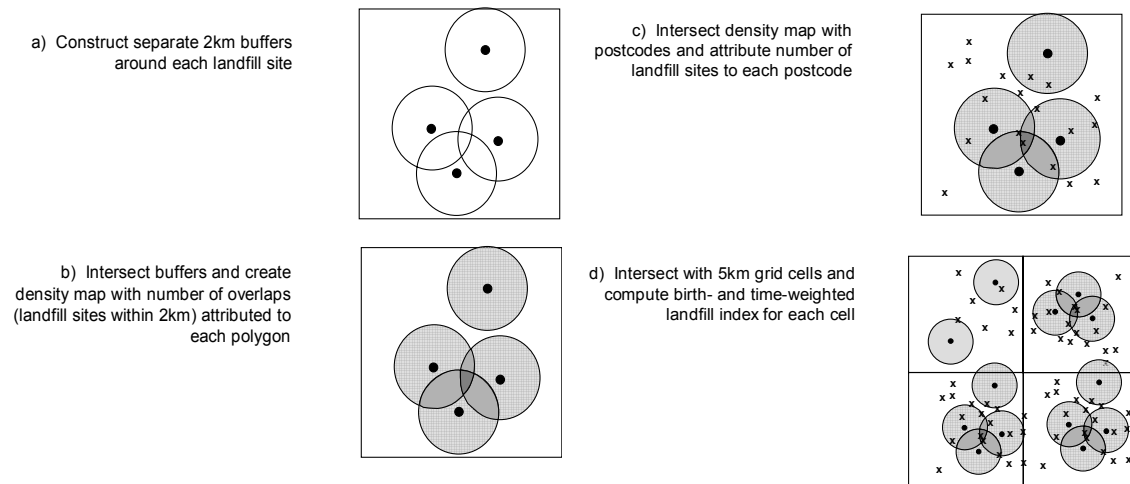 a) Construct separate 2km buffers
around each landfill site
b) Intersect buffers and create
density map with number of overlaps
(landfill sites within 2km) attributed to
each polygon
c) Intersect density map with
postcodes and attribute number of
landfill sites to each postcode
d) Intersect with 5km grid cells and
compute birth- and time-weighted
landfill index for each cell